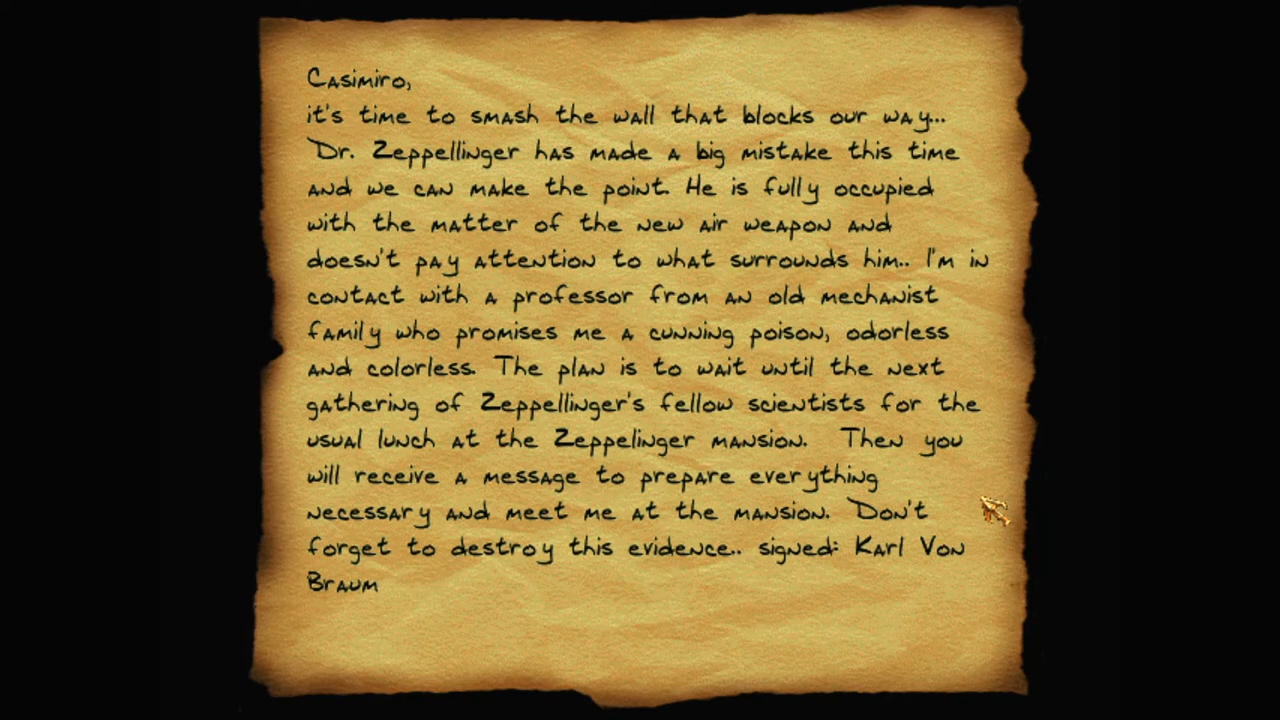 Casimiro,
it's time to smash the wall that blocks our way...
Dr. Zeppellinger has made a big mistake this time
and we can make the point. He is fully occupied
with the matter of the new air weapon and
doesn't pay attention to what surrounds him.. I'm in
contact with a professor from an old mechanist
family who promises me a cunning poison, odorless
and colorless. The plan is to wait until the next
gathering of Zeppellinger's fellow scientists for the
usual lunch at the Zeppelinger mansion.  Then you
will receive a message to prepare everything
necessary and meet me at the mansion. Don't
forget to destroy this evidence.. signed: Karl Von
Braum